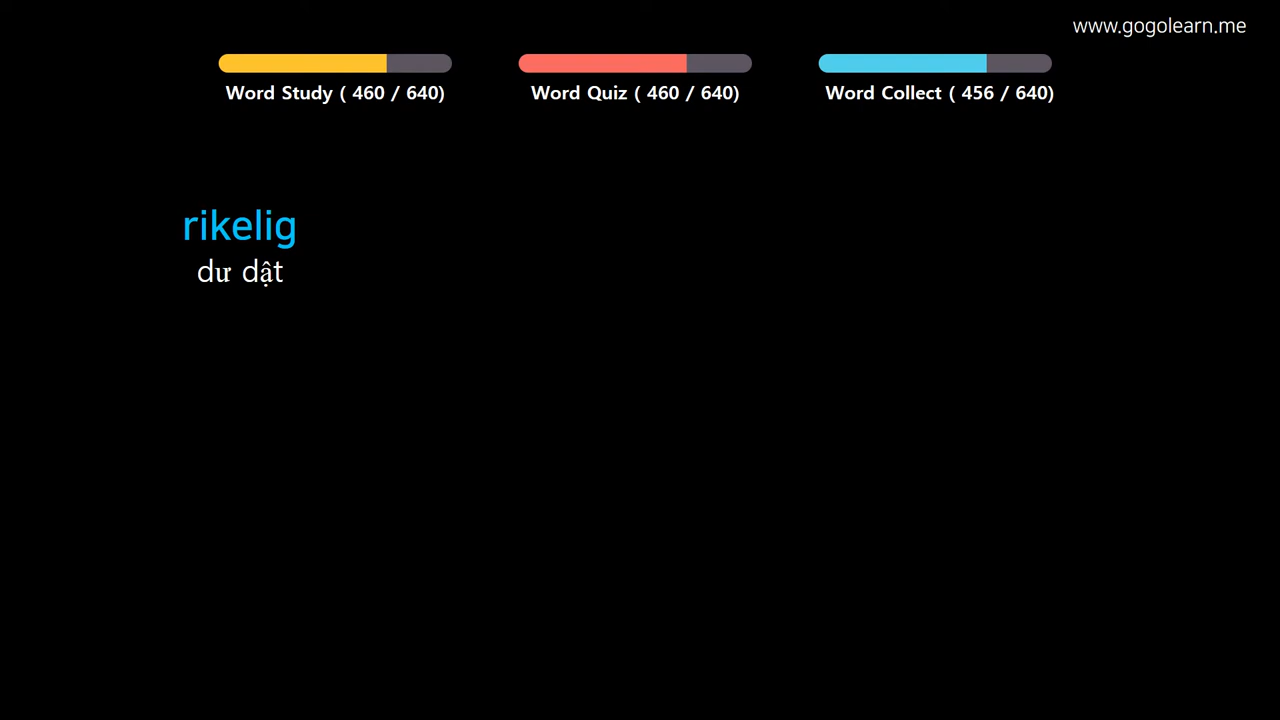 www.gogolearn.me
Word Study ( 460 / 640)
Word Quiz ( 460 / 640)
Word Collect ( 456 / 640)
rikelig
dư dật